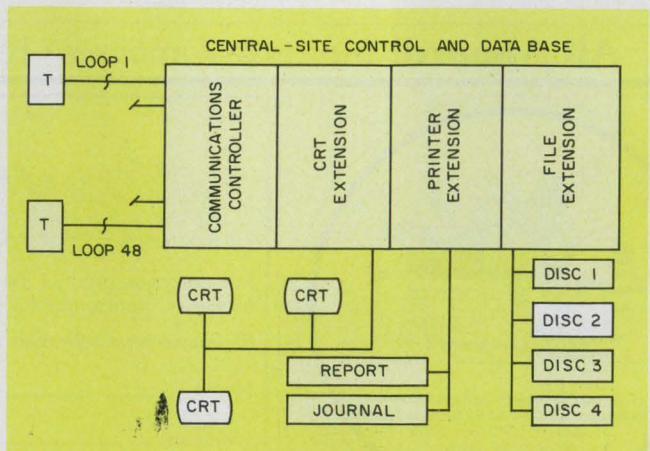 CENTRAL-SITE CONTROL AND DATA BASE
T
LOOP 1
COMMUNICATIONS
CONTROLLER
CRT
EXTENSION
PRINTER
EXTENSION
FILE
EXTENSION
T
LOOP 48
CRT
CRT
CRT
REPORT
JOURNAL
DISC 1
DISC 2
DISC 3
DISC 4